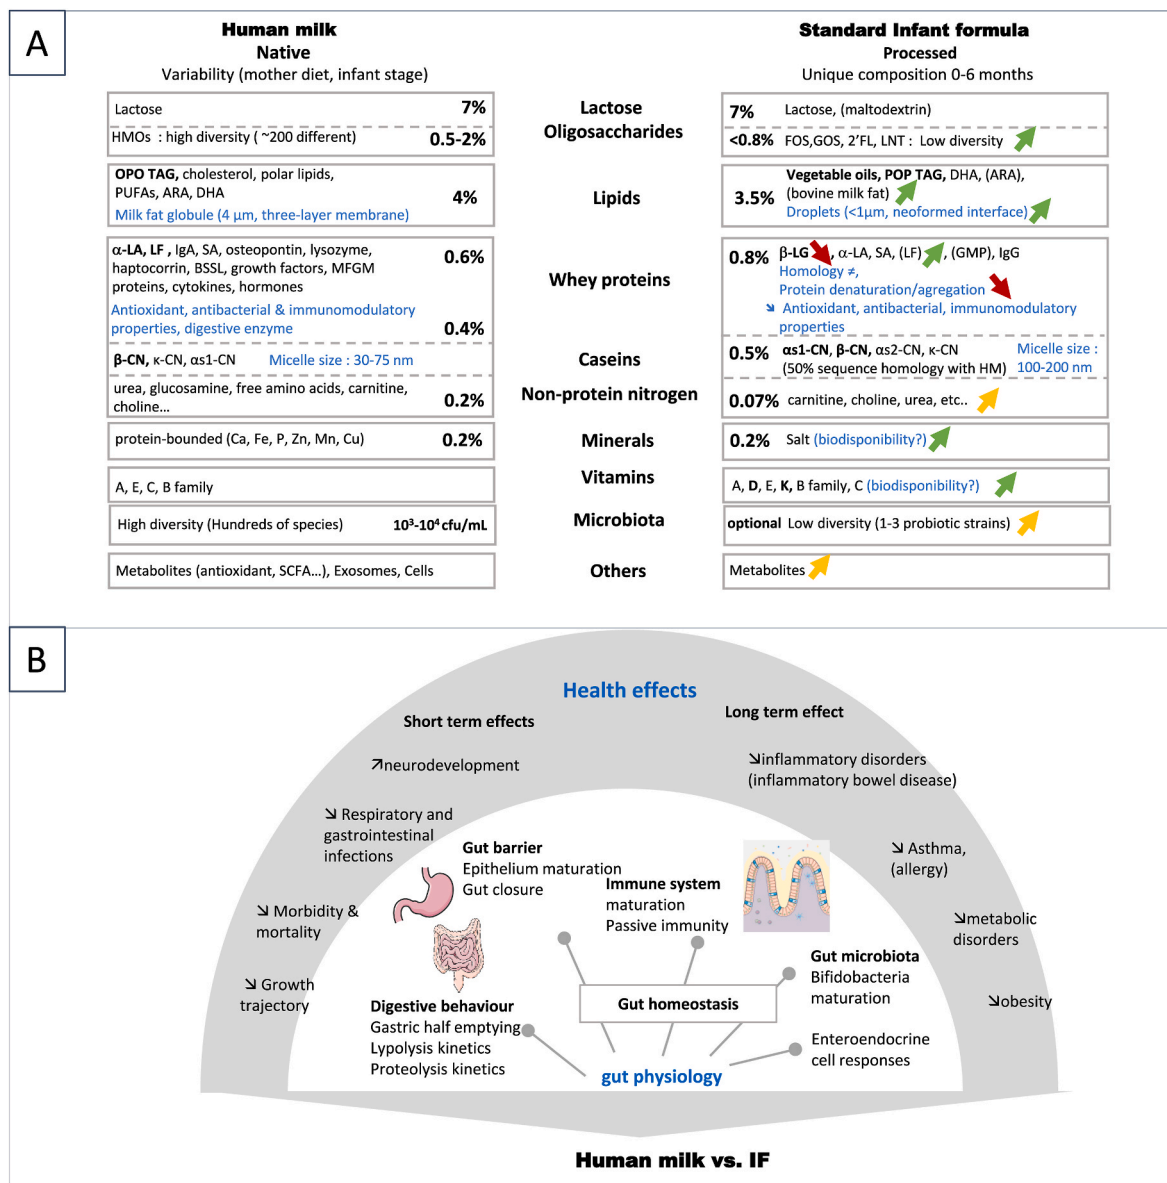 A
Human milk
Native
Variability (mother diet, infant stage)
Standard Infant formula
Processed
Unique composition 0-6 months
Lactose 7%
HMOs : high diversity ( ~200 different) 0.5-2%
Lactose
Oligosaccharides
7% Lactose, (maltodextrin)
<0.8% FOS,GOS, 2'FL, LNT : Low diversity
OPO TAG, cholesterol, polar lipids,
PUFAs, ARA, DHA
4%
Milk fat globule (4 µm, three-layer membrane)
Lipids
3.5%
Vegetable oils, POP TAG, DHA, (ARA),
(bovine milk fat)
Droplets (<1µm, neoformed interface)
α-LA, LF , IgA, SA, osteopontin, lysozyme, 0.6%
haptocorrin, BSSL, growth factors, MFGM
proteins, cytokines, hormones
Antioxidant, antibacterial & immunomodulatory
properties, digestive enzyme 0.4%
β-CN, κ-CN, αs1-CN Micelle size : 30-75 nm
urea, glucosamine, free amino acids, carnitine,
choline… 0.2%
Whey proteins
Caseins
Non-protein nitrogen
0.8% β-LG , α-LA, SA, (LF) , (GMP), IgG
Homology ≠,
Protein denaturation/agregation
↘ Antioxidant, antibacterial, immunomodulatory
properties
0.5% αs1-CN, β-CN, αs2-CN, κ-CN
(50% sequence homology with HM)
Micelle size :
100-200 nm
0.07% carnitine, choline, urea, etc..
protein-bounded (Ca, Fe, P, Zn, Mn, Cu) 0.2%
Minerals
0.2% Salt (biodisponibility?)
A, E, C, B family
Vitamins
A, D, E, K, B family, C (biodisponibility?)
High diversity (Hundreds of species) 10³-10⁴ cfu/mL
Microbiota
optional Low diversity (1-3 probiotic strains)
Metabolites (antioxidant, SCFA…), Exosomes, Cells
Others
Metabolites
B
Health effects
Short term effects
Long term effect
↗neurodevelopment
↘ Respiratory and
gastrointestinal
infections
↘ Morbidity &
mortality
↘ Growth
trajectory
↘inflammatory disorders
(inflammatory bowel disease)
↘ Asthma,
(allergy)
↘metabolic
disorders
↘obesity
Gut barrier
Epithelium maturation
Gut closure
Immune system
maturation
Passive immunity
Gut microbiota
Bifidobacteria
maturation
Digestive behaviour
Gastric half emptying
Lypolysis kinetics
Proteolysis kinetics
Gut homeostasis
Enteroendocrine
cell responses
gut physiology
Human milk vs. IF